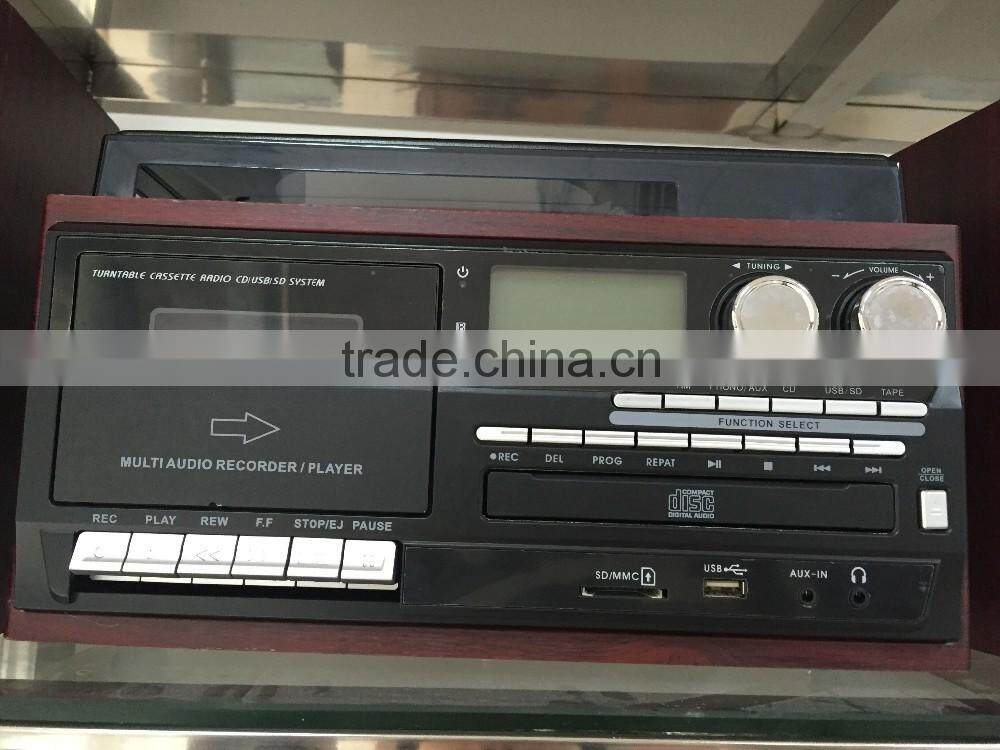 TURNTABLE CASSETTE RADIO CD/USB/SD SYSTEM
TUNING
- VOLUME +
trade.china.cn
PHONO/AUX CD USB/SD TAPE
FUNCTION SELECT
REC DEL PROG REPAT
MULTI AUDIO RECORDER / PLAYER
OPEN
CLOSE
COMPACT
disc
DIGITAL AUDIO
REC PLAY REW F.F STOP/EJ PAUSE
SD/MMC USB AUX-IN